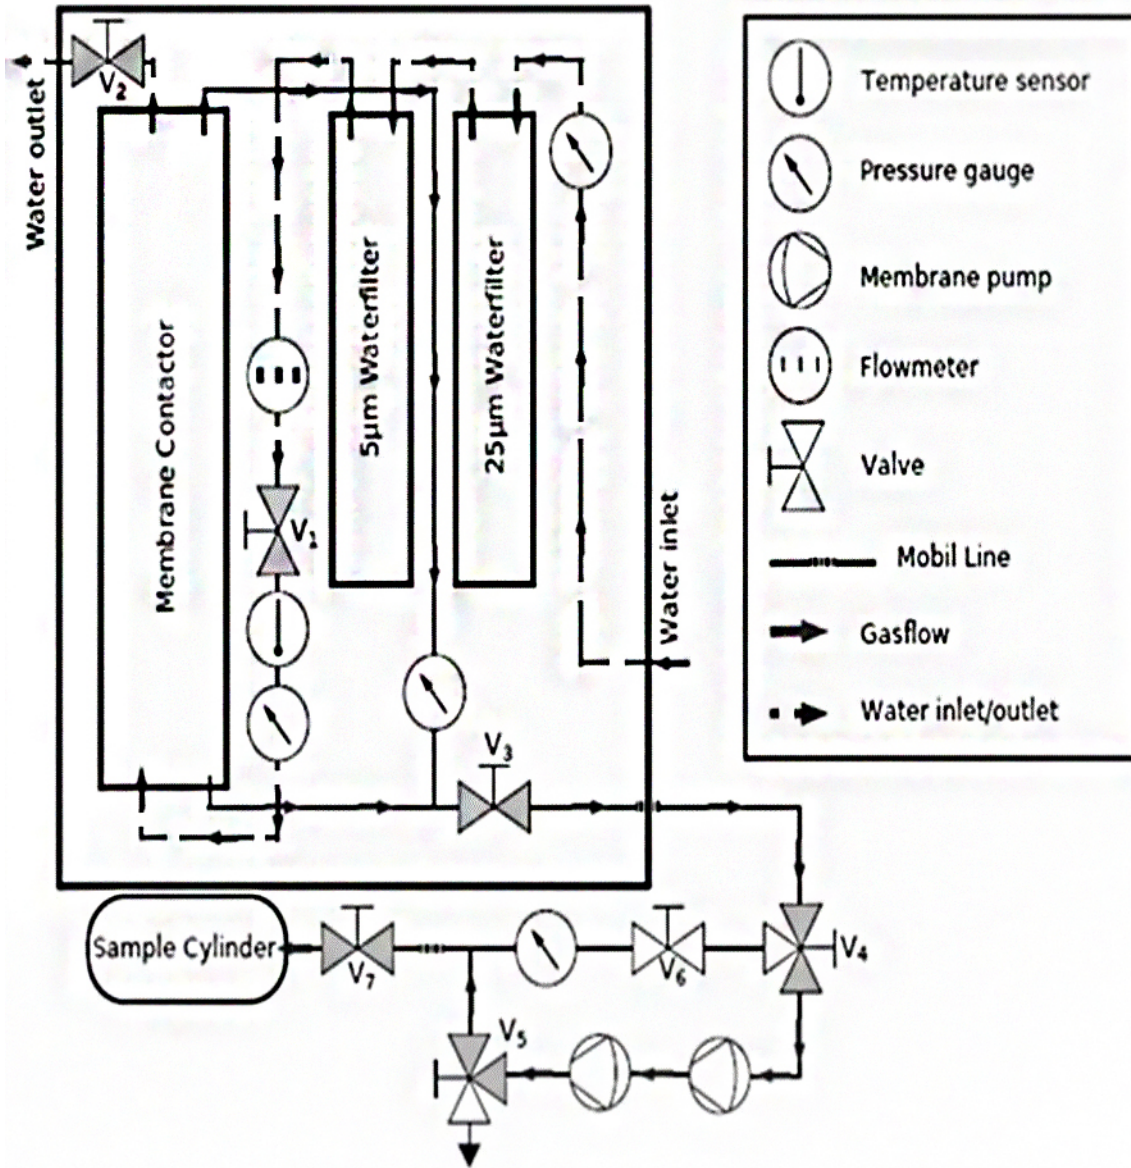 V2
Water outlet
Membrane Contactor
V1
5µm Waterfilter
25µm Waterfilter
Water inlet
V3
Sample Cylinder
V7
V6
V4
V5
Temperature sensor
Pressure gauge
Membrane pump
Flowmeter
Valve
Mobil Line
Gasflow
Water inlet/outlet